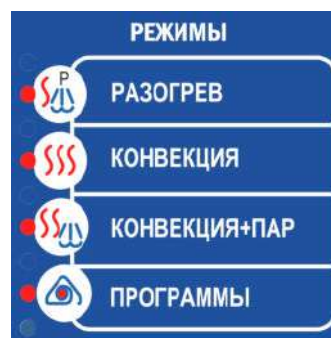 РЕЖИМЫ
Р
РАЗОГРЕВ
КОНВЕКЦИЯ
КОНВЕКЦИЯ+ПАР
ПРОГРАММЫ